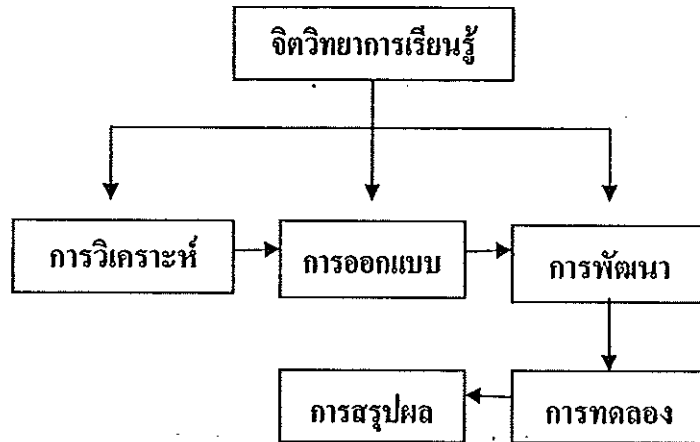 จิตวิทยาการเรียนรู้
การวิเคราะห์
การออกแบบ
การพัฒนา
การสรุปผล
การทดลอง